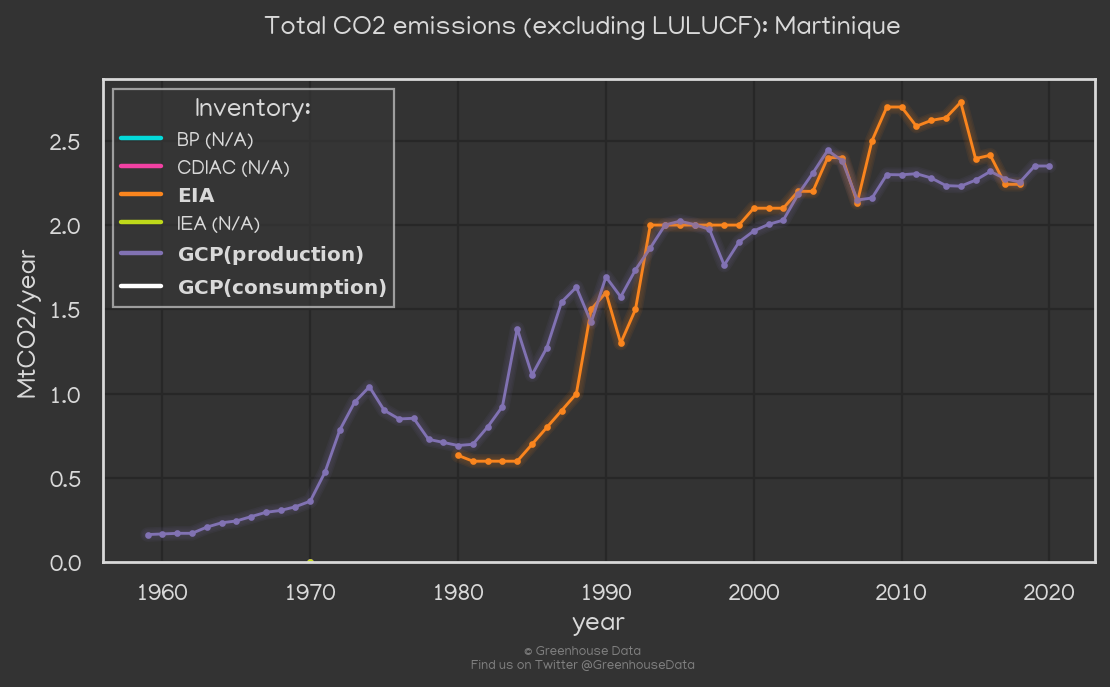 Total CO2 emissions (excluding LULUCF): Martinique
Inventory:
BP (N/A)
CDIAC (N/A)
EIA
IEA (N/A)
GCP(production)
GCP(consumption)
MtCO2/year
2.5
2.0
1.5
1.0
0.5
0.0
1960 1970 1980 1990 2000 2010 2020
year
© Greenhouse Data
Find us on Twitter @GreenhouseData